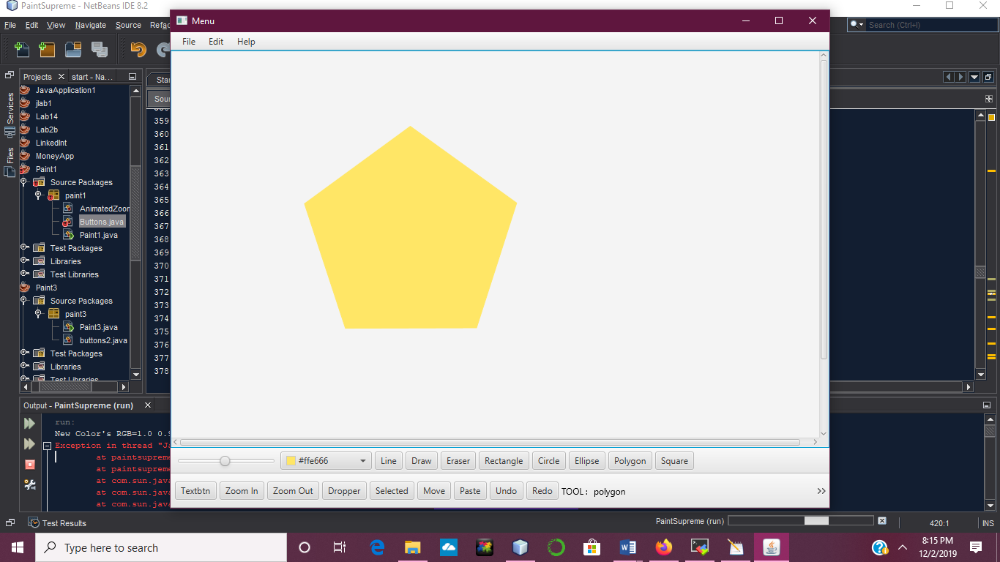 PaintSupreme - NetBeans IDE 8.2
File Edit View Navigate Source Refac
Search (Ctrl+I)
Menu
File Edit Help
Projects
start - Na...
Services
Files
JavaApplication1
jlab1
Lab14
Lab2b
LinkedInt
MoneyApp
Paint1
Source Packages
paint1
AnimatedZoom
Buttons.java
Paint1.java
Test Packages
Libraries
Test Libraries
Paint3
Source Packages
paint3
Paint3.java
buttons2.java
Test Packages
Libraries
Test Libraries
Star
Sour
359
360
361
362
363
364
365
366
367
368
369
370
371
372
373
374
375
376
377
378
Output - PaintSupreme (run)
run:
New Color's RGB=1.0 0.9
Exception in thread "Ja
at paintsupreme
at paintsupreme
at com.sun.java
at com.sun.java
at com.sun.java
#ffe666 Line Draw Eraser Rectangle Circle Ellipse Polygon Square
Textbtn Zoom In Zoom Out Dropper Selected Move Paste Undo Redo TOOL: polygon
Test Results
PaintSupreme (run)
420:1
INS
Type here to search
8:15 PM
12/2/2019